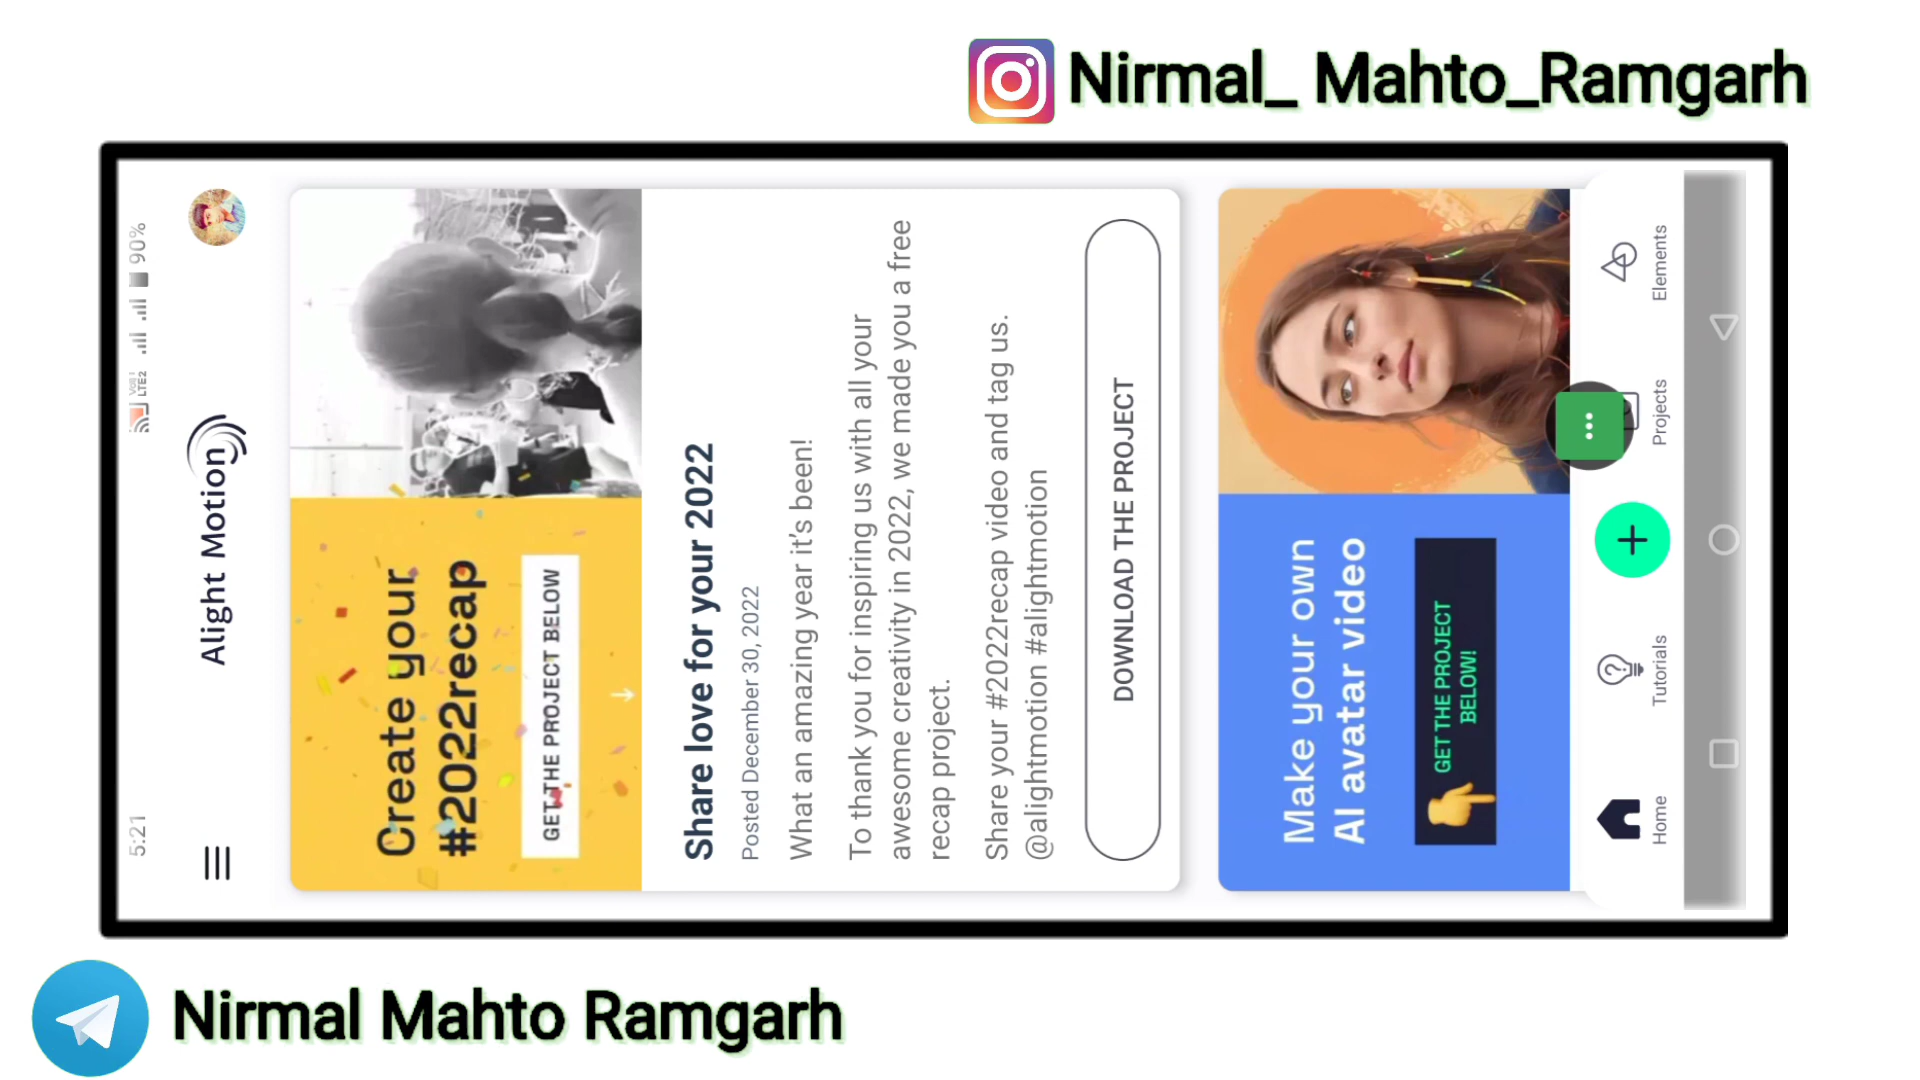 Nirmal_ Mahto_Ramgarh
5:21
LTE2
90%
Alight Motion
Create your
#2022recap
GET THE PROJECT BELOW
Share love for your 2022
Posted December 30, 2022
What an amazing year it's been!
To thank you for inspiring us with all your
awesome creativity in 2022, we made you a free
recap project.
Share your #2022recap video and tag us.
@alightmotion #alightmotion
DOWNLOAD THE PROJECT
Make your own
AI avatar video
GET THE PROJECT
BELOW!
Home
Tutorials
Projects
Elements
Nirmal Mahto Ramgarh